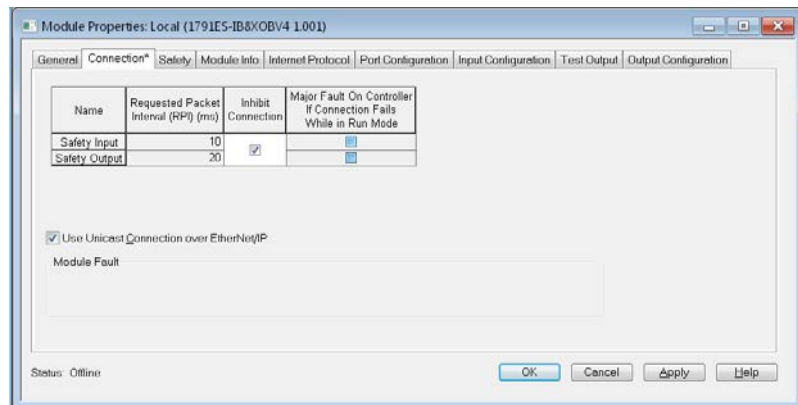 Module Properties: Local (1791ES-IB8XOBV4 1.001)
General Connection* Safety Module Info Internet Protocol Port Configuration Input Configuration Test Output Output Configuration
Name Requested Packet Interval (RPI) (ms) Inhibit Connection Major Fault On Controller If Connection Fails While in Run Mode
Safety Input 10
Safety Output 20
Use Unicast Connection over EtherNet/IP
Module Fault
Status: Offline OK Cancel Apply Help